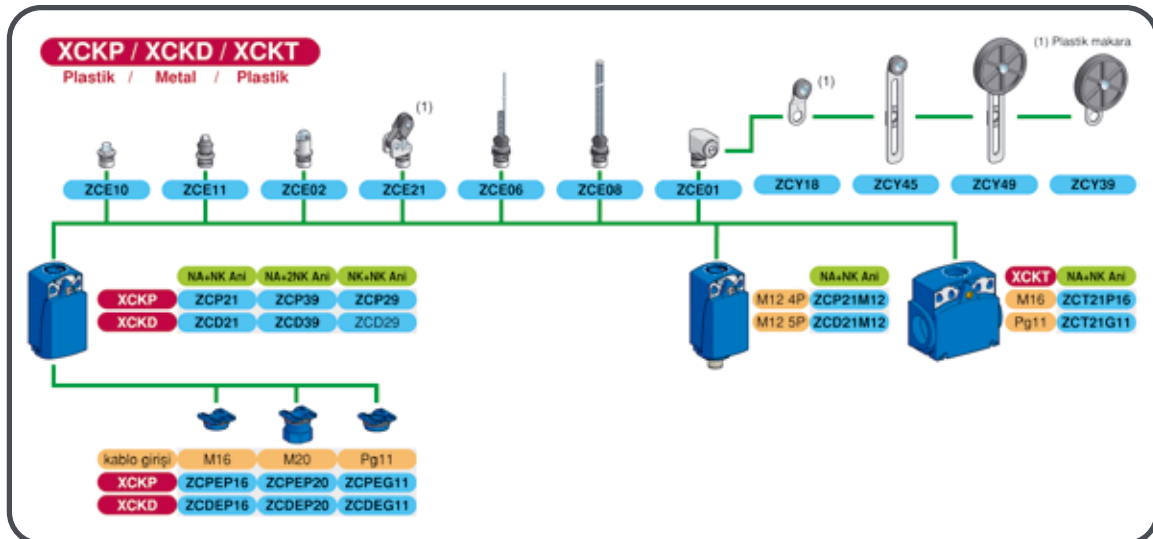 XCKP / XCKD / XCKT
Plastik / Metal / Plastik
(1) Plastik makara
(1)
(1)
ZCE10 ZCE11 ZCE02 ZCE21 ZCE06 ZCE08 ZCE01 ZCY18 ZCY45 ZCY49 ZCY39
NA+NK Ani NA+2NK Ani NK+NK Ani
XCKP ZCP21 ZCP39 ZCP29
XCKD ZCD21 ZCD39 ZCD29
NA+NK Ani
M12 4P ZCP21M12
M12 5P ZCD21M12
XCKT NA+NK Ani
M16 ZCT21P16
Pg11 ZCT21G11
kablo girişi M16 M20 Pg11
XCKP ZCPEP16 ZCPEP20 ZCPEG11
XCKD ZCDEP16 ZCDEP20 ZCDEG11